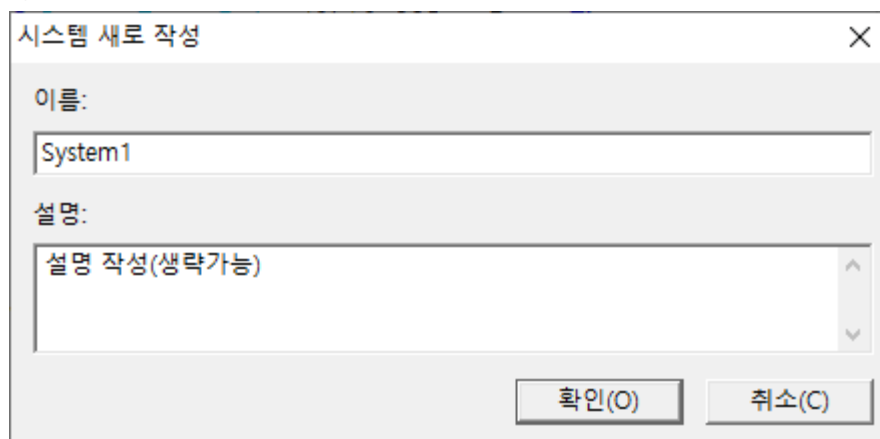 시스템 새로 작성
이름:
System1
설명:
설명 작성(생략가능)
확인(O)
취소(C)